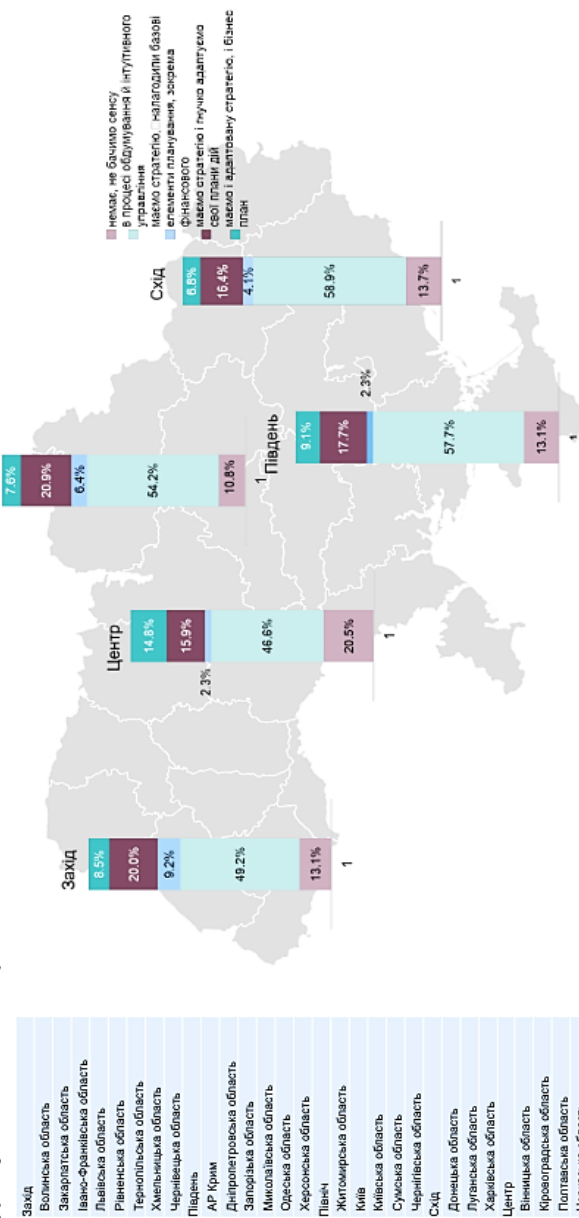 немає, не бачимо сенсу
в процесі обдумування й інтуїтивного
управління
маємо стратегію, налагодили базові
елементи планування, зокрема
фінансового
маємо стратегію і гнучко адаптуємо
свої плани дій
маємо і адаптовану стратегію, і бізнес
план
Захід
8.5%
20.0%
9.2%
49.2%
13.1%
1
Центр
14.8%
15.9%
2.3%
46.6%
20.5%
1
7.6%
20.9%
6.4%
54.2%
10.8%
1
Південь
9.1%
17.7%
2.3%
57.7%
13.1%
1
Схід
6.8%
16.4%
4.1%
58.9%
13.7%
1
Захід
Волинська область
Закарпатська область
Івано-Франківська область
Львівська область
Рівненська область
Тернопільська область
Хмельницька область
Чернівецька область
Південь
АР Крим
Дніпропетровська область
Запорізька область
Миколаївська область
Одеська область
Херсонська область
Північ
Житомирська область
Київ
Київська область
Сумська область
Чернігівська область
Схід
Донецька область
Луганська область
Харківська область
Центр
Вінницька область
Кіровоградська область
Полтавська область